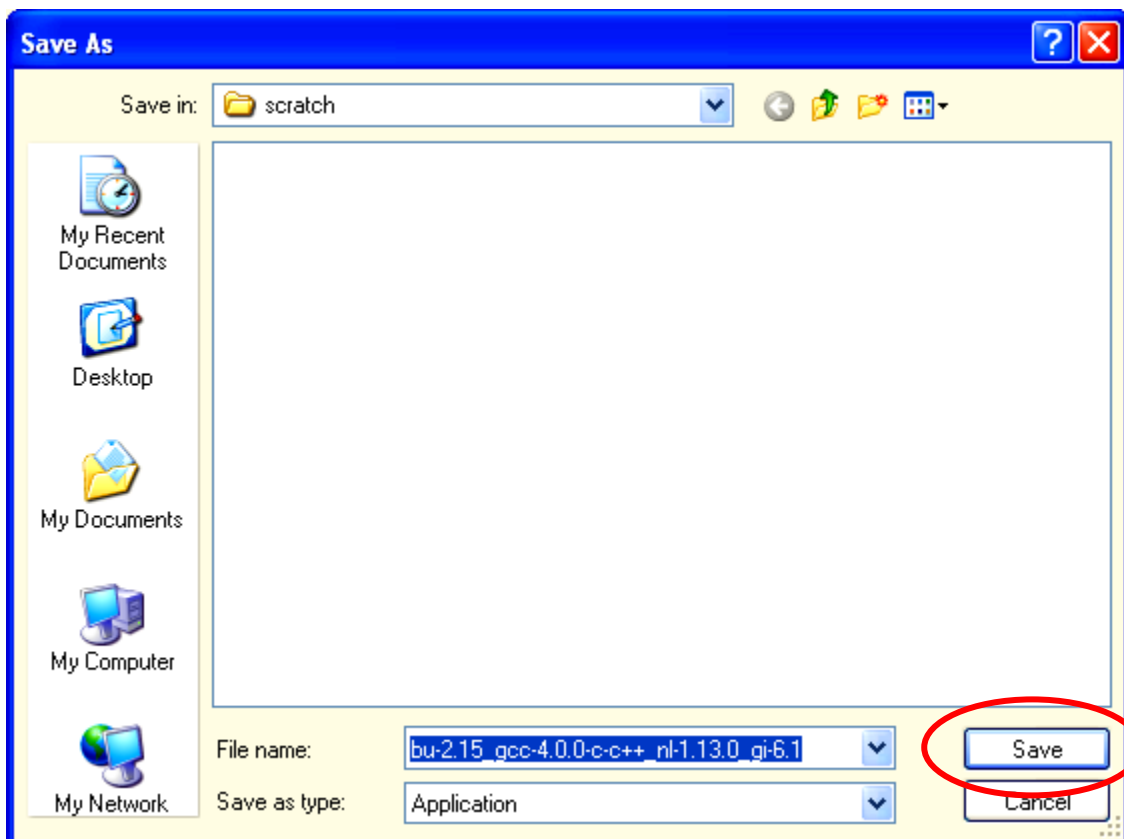 Save As
Save in:
scratch
My Recent
Documents
Desktop
My Documents
My Computer
My Network
File name:
bu-2.15_gcc-4.0.0-c-c++_nl-1.13.0_gi-6.1
Save
Save as type:
Application
Cancel